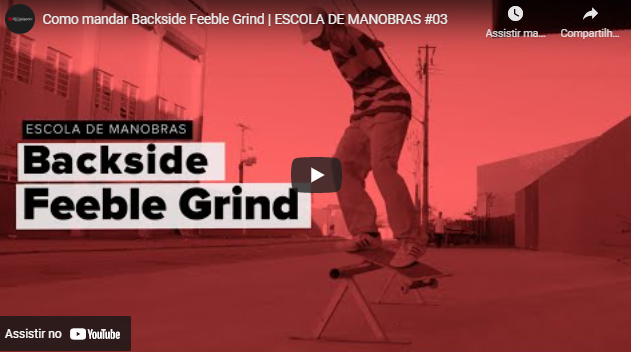 Como mandar Backside Feeble Grind | ESCOLA DE MANOBRAS #03
Assistir ma...
Compartilh...
ESCOLA DE MANOBRAS
Backside
Feeble Grind
Assistir no YouTube